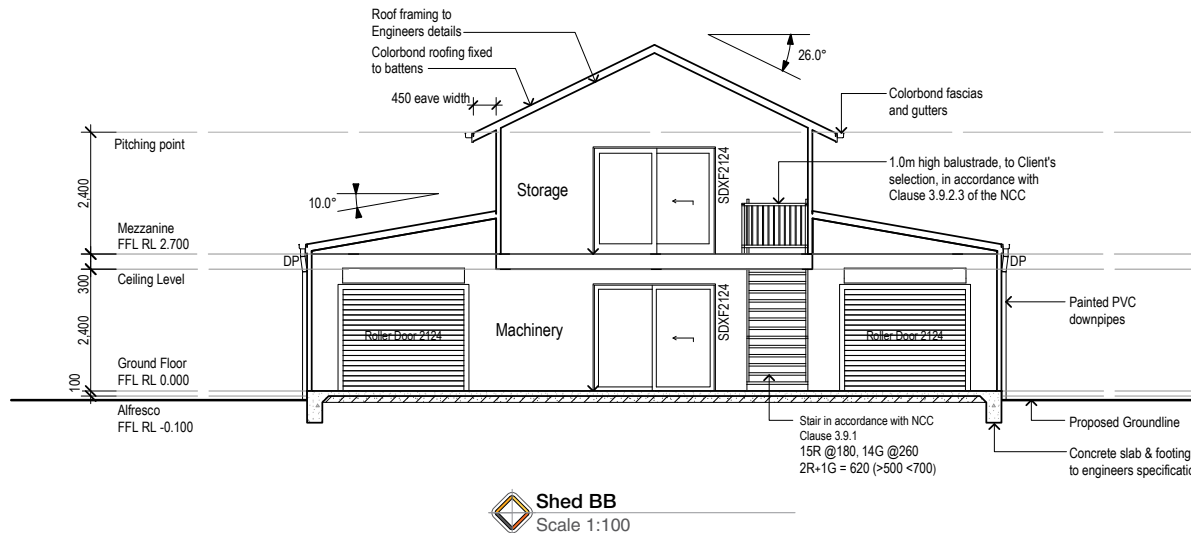 Roof framing to
Engineers details
Colorbond roofing fixed
to battens
450 eave width
26.0°
Colorbond fascias
and gutters
Pitching point
2,400
1.0m high balustrade, to Client's
selection, in accordance with
Clause 3.9.2.3 of the NCC
Storage
SDXF2124
10.0°
Mezzanine
FFL RL 2.700
DP
DP
300
Ceiling Level
2,400
Roller Door 2124
Machinery
SDXF2124
Roller Door 2124
Painted PVC
downpipes
Ground Floor
FFL RL 0.000
100
Alfresco
FFL RL -0.100
Stair in accordance with NCC
Clause 3.9.1
15R @180, 14G @260
2R+1G = 620 (>500 <700)
Proposed Groundline
Concrete slab & footing
to engineers specificatio
Shed BB
Scale 1:100